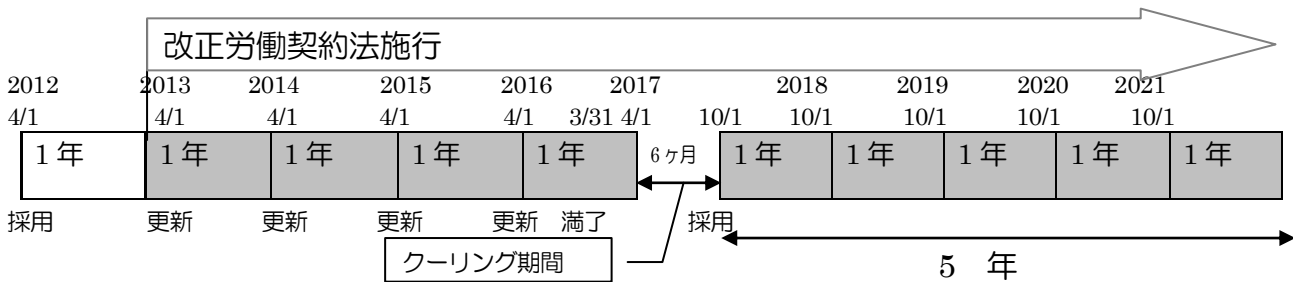 改正労働契約法施行
2012 2013 2014 2015 2016 2017 2018 2019 2020 2021
4/1 4/1 4/1 4/1 4/1 3/31 4/1 10/1 10/1 10/1 10/1 10/1
1年 1年 1年 1年 1年 6ヶ月 1年 1年 1年 1年 1年
採用 更新 更新 更新 更新 満了 採用
クーリング期間
5 年